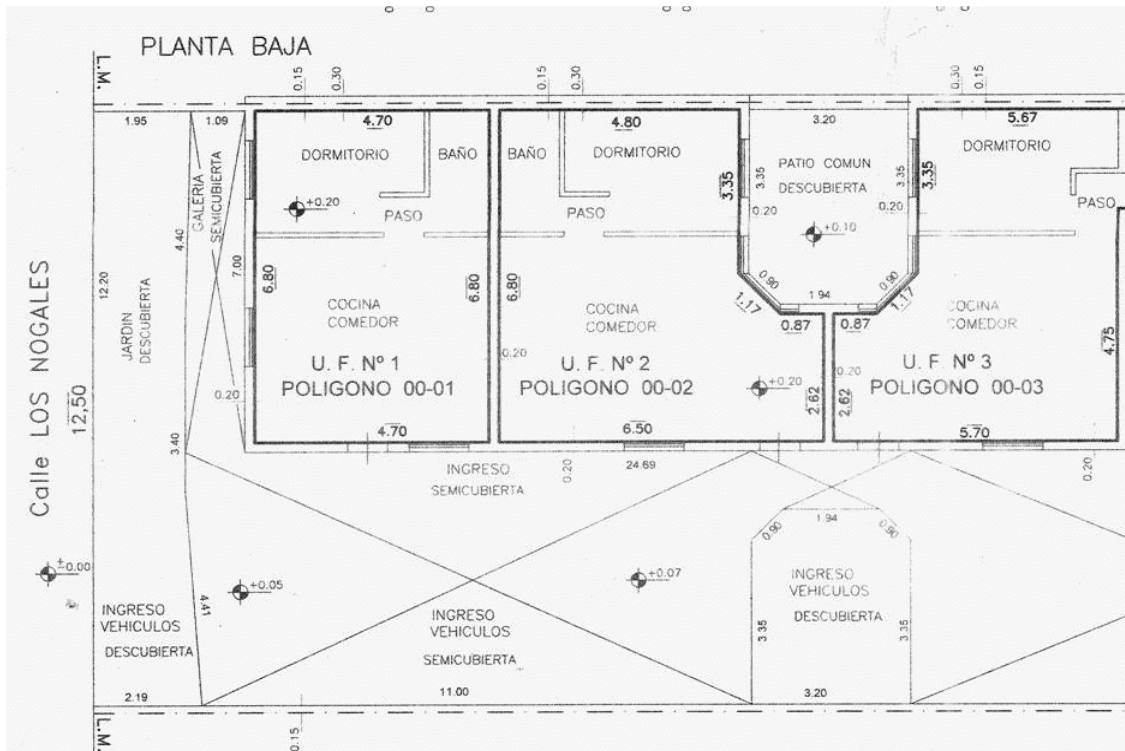 PLANTA BAJA
L.M.
0.15
0.30
0.15
0.30
0.30
0.15
1.95
1.09
4.70
4.80
3.20
5.67
GALERIA
SEMICUBIERTA
DORMITORIO
BAÑO
BAÑO
DORMITORIO
PATIO COMUN
DESCUBIERTA
DORMITORIO
3.35
3.35
3.35
3.35
+0.20
PASO
PASO
0.20
0.20
PASO
+0.10
4.40
7.00
12.20
6.80
6.80
6.80
0.90
0.90
1.94
1.17
1.17
Calle LOS NOGALES
12,50
JARDIN
DESCUBIERTA
COCINA
COMEDOR
COCINA
COMEDOR
COCINA
COMEDOR
0.87
0.87
4.75
0.20
U. F. Nº 1
POLIGONO 00-01
U. F. Nº 2
POLIGONO 00-02
U. F. Nº 3
POLIGONO 00-03
0.20
0.20
+0.20
2.62
2.62
3.40
4.70
6.50
5.70
INGRESO
SEMICUBIERTA
0.20
24.69
0.20
0.90
1.94
0.90
±0.00
+0.05
+0.07
INGRESO
VEHICULOS
DESCUBIERTA
4.41
INGRESO
VEHICULOS
DESCUBIERTA
INGRESO
VEHICULOS
SEMICUBIERTA
3.35
3.35
2.19
11.00
3.20
L.M.
0.15